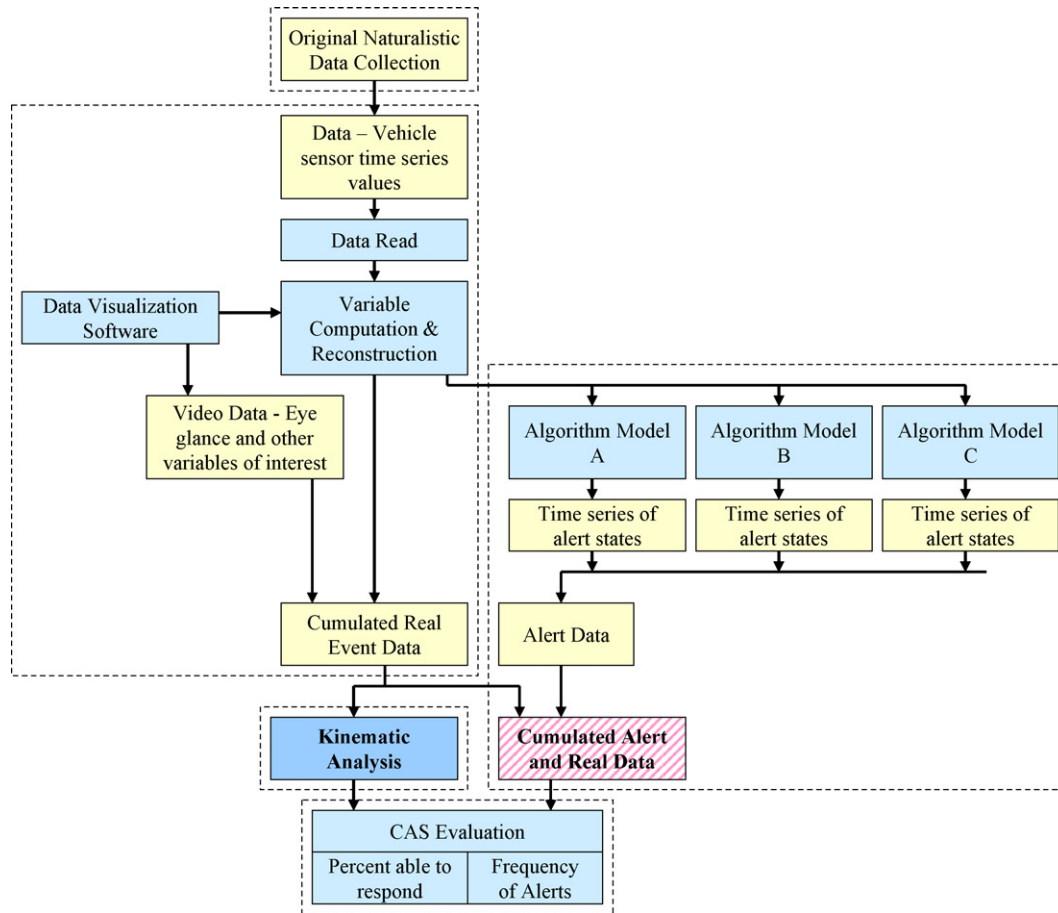 Original Naturalistic
Data Collection
Data – Vehicle
sensor time series
values
Data Read
Data Visualization
Software
Variable
Computation &
Reconstruction
Video Data - Eye
glance and other
variables of interest
Algorithm Model
A
Algorithm Model
B
Algorithm Model
C
Time series of
alert states
Time series of
alert states
Time series of
alert states
Cumulated Real
Event Data
Alert Data
Kinematic
Analysis
Cumulated Alert
and Real Data
CAS Evaluation
Percent able to
respond
Frequency
of Alerts